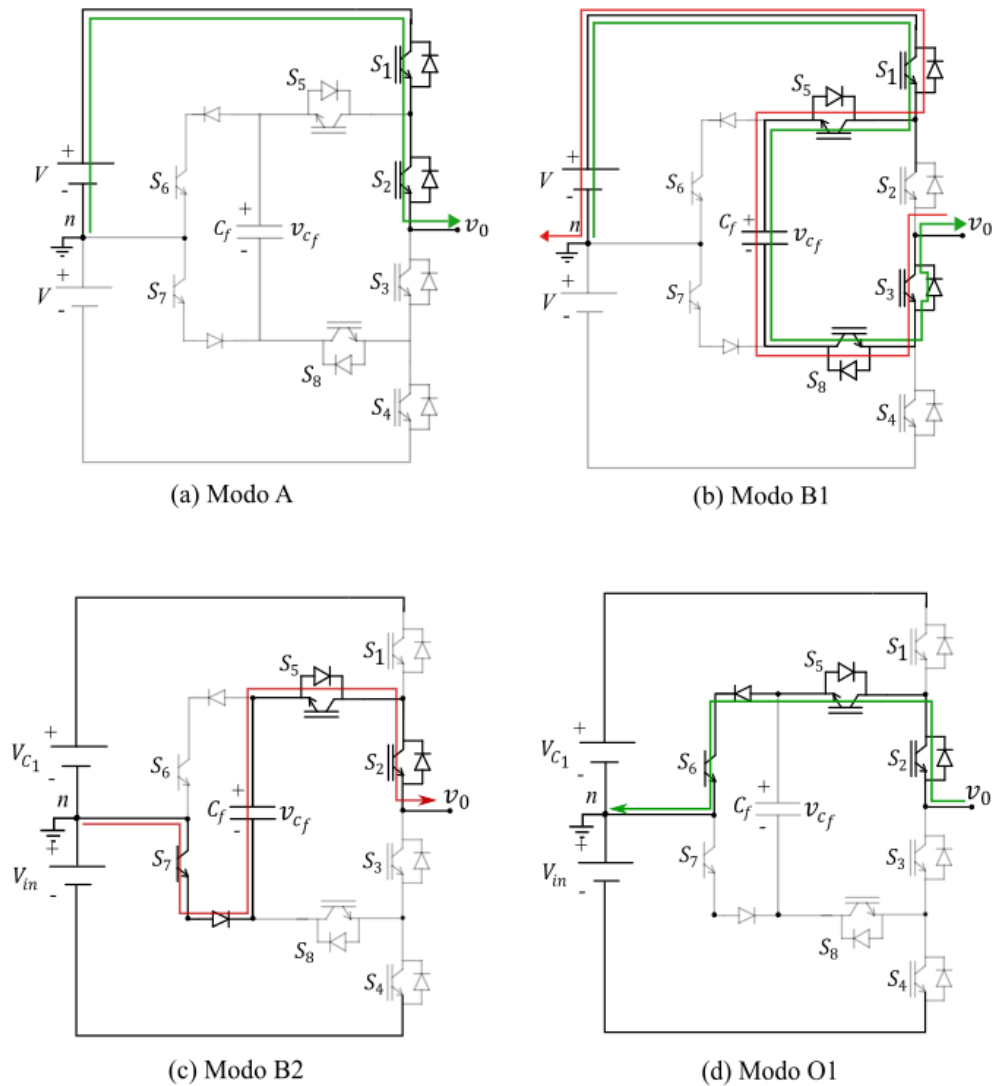 S1
S5
+
V
-
S6
S2
n
Cf
+
-
vcf
v0
+
V
-
S7
S3
S8
S4
(a) Modo A
S1
S5
+
V
-
S6
S2
n
Cf
+
-
vcf
v0
+
V
-
S7
S3
S8
S4
(b) Modo B1
S1
S5
+
VC1
-
S6
S2
n
Cf
+
-
vcf
v0
+
Vin
-
S7
S3
S8
S4
(c) Modo B2
S1
S5
+
VC1
-
S6
S2
n
Cf
+
-
vcf
v0
+
Vin
-
S7
S3
S8
S4
(d) Modo O1